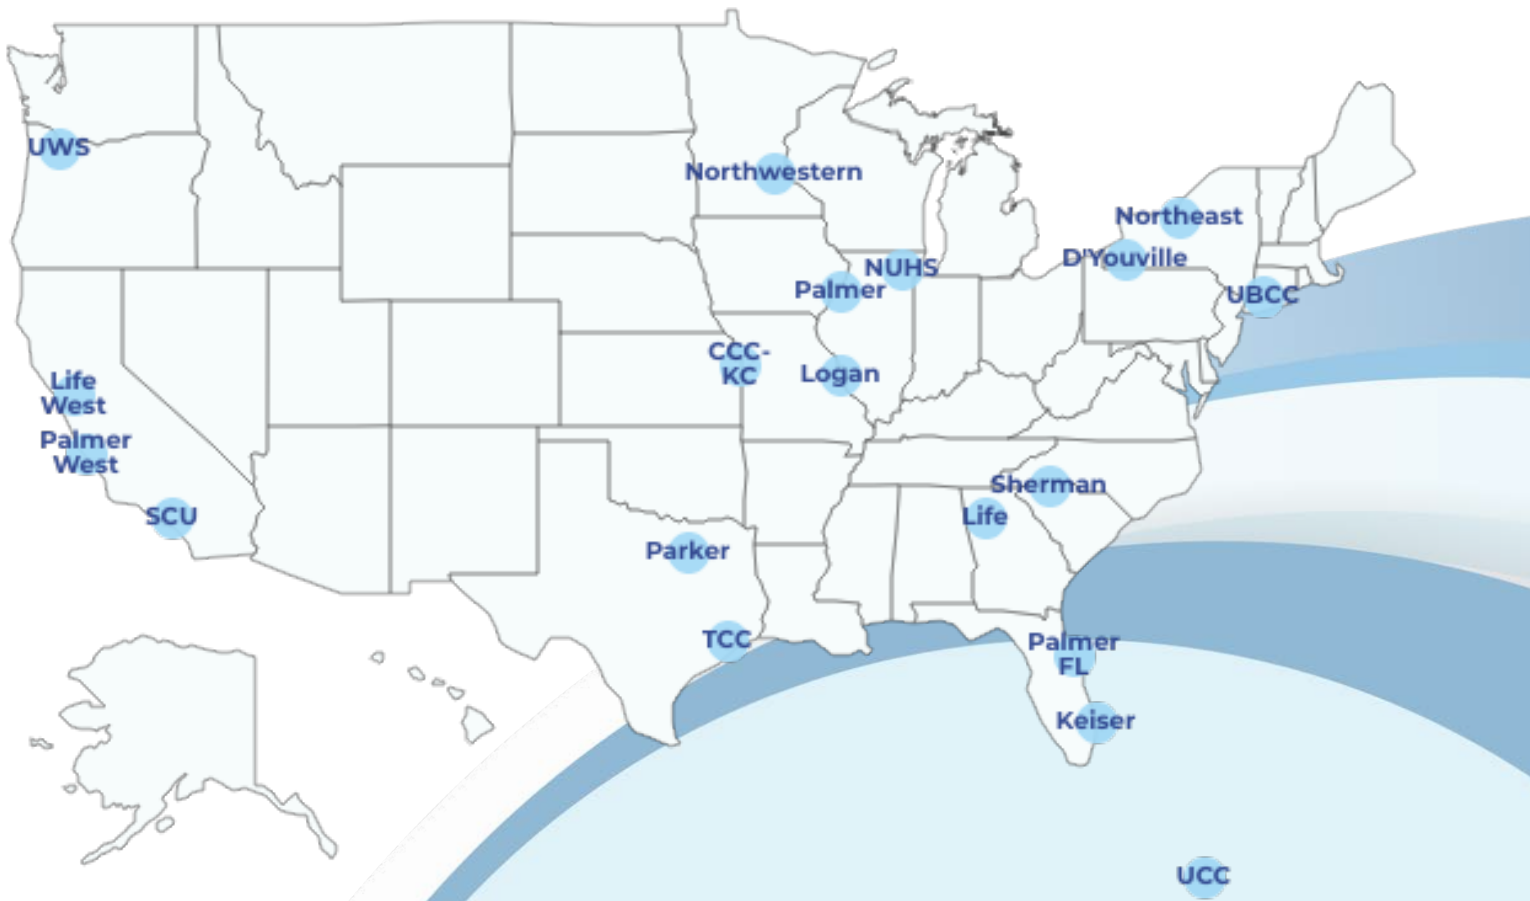 UWS
Northwestern
Northeast
D'Youville
NUHS
Palmer
UBCC
CCC-
KC
Logan
Life
West
Palmer
West
Sherman
SCU
Life
Parker
TCC
Palmer
FL
Keiser
UCC